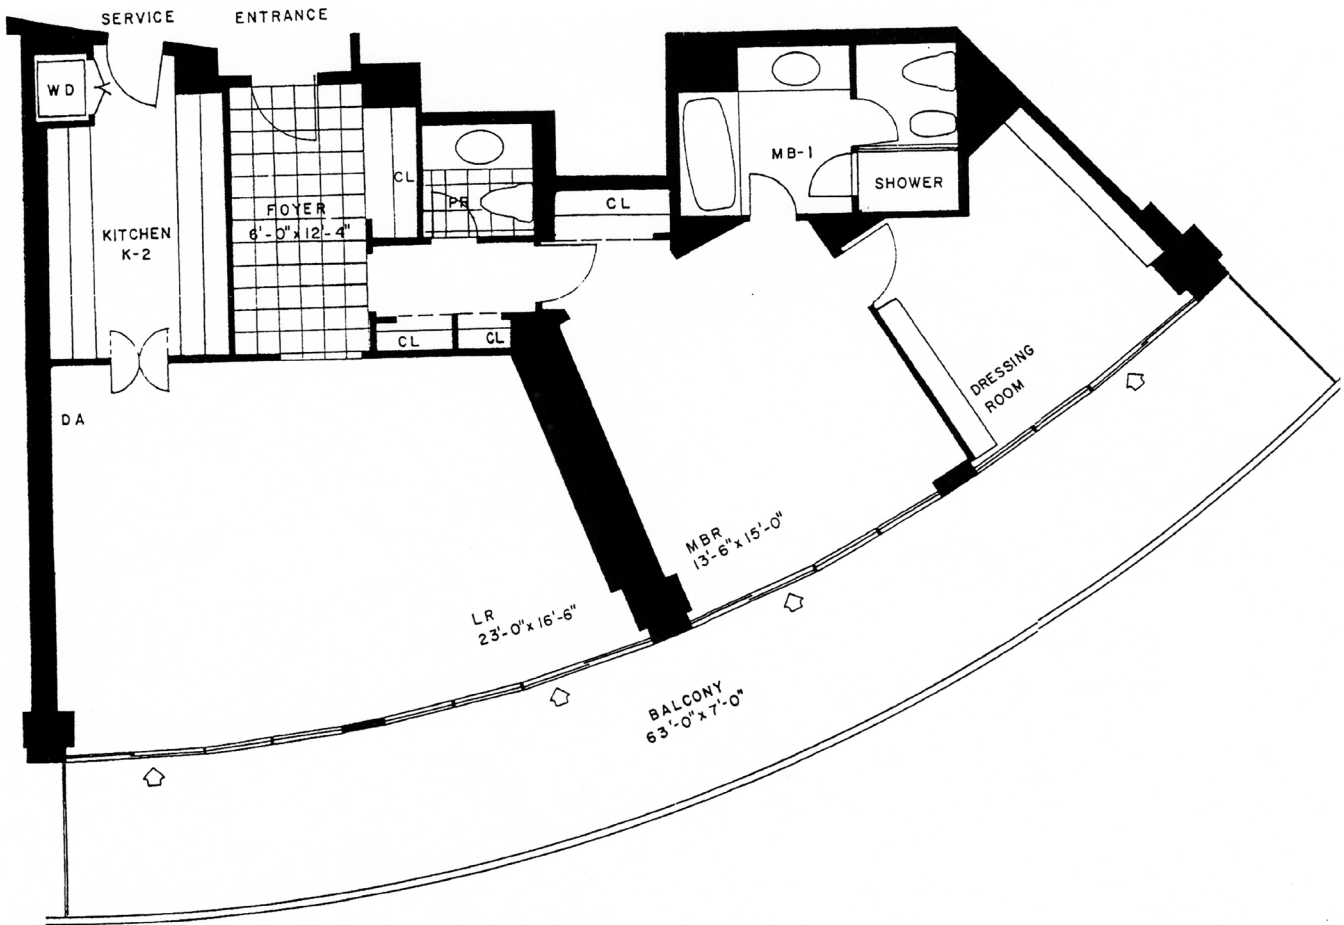 SERVICE
ENTRANCE
WD
MB-1
SHOWER
CL
PR
CL
FOYER
6'-0" x 12'-4"
KITCHEN
K-2
CL
CL
DA
DRESSING
ROOM
MBR
13'-6" x 15'-0"
LR
23'-0" x 16'-6"
BALCONY
63'-0" x 7'-0"